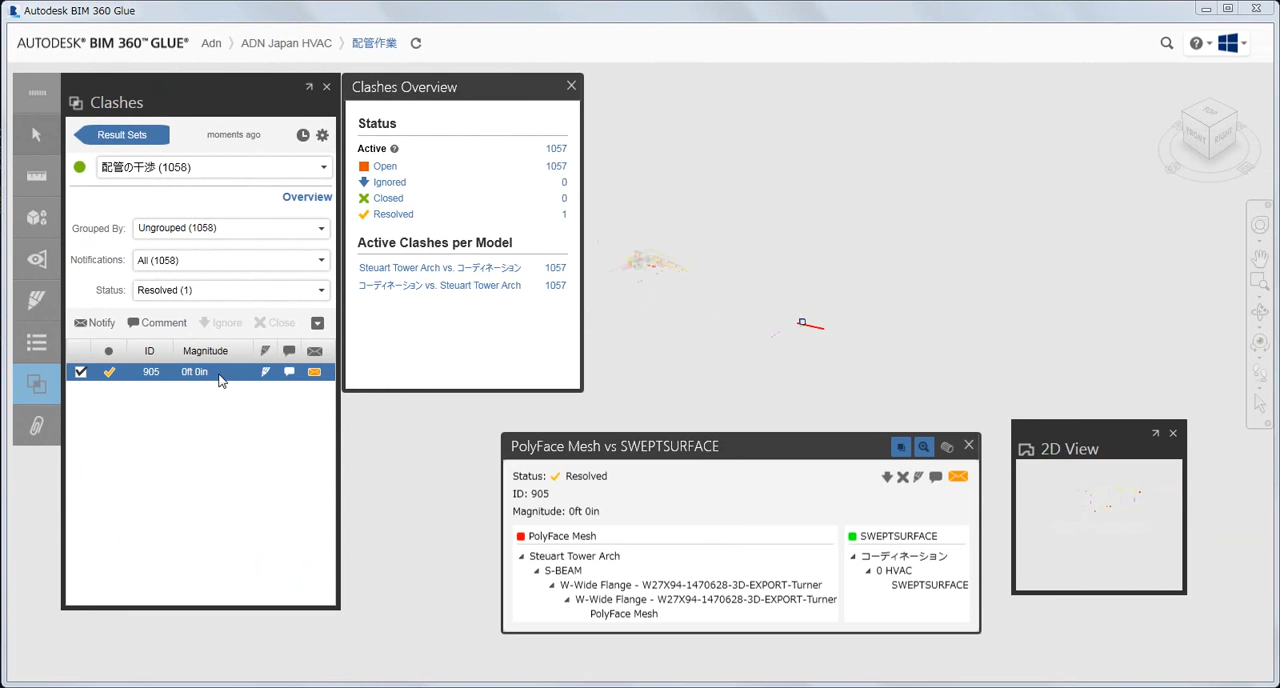 Autodesk BIM 360 Glue
AUTODESK® BIM 360™ GLUE® Adn 〉 ADN Japan HVAC 〉 配管作業
Clashes
Result Sets moments ago
配管の干渉 (1058)
Overview
Grouped By: Ungrouped (1058)
Notifications: All (1058)
Status: Resolved (1)
Notify Comment Ignore Close
ID Magnitude
905 0ft 0in
Clashes Overview
Status
Active 1057
Open 1057
Ignored 0
Closed 0
Resolved 1
Active Clashes per Model
Steuart Tower Arch vs. コーディネーション 1057
コーディネーション vs. Steuart Tower Arch 1057
TOP
FRONT RIGHT
PolyFace Mesh vs SWEPTSURFACE
Status: Resolved
ID: 905
Magnitude: 0ft 0in
PolyFace Mesh
Steuart Tower Arch
S-BEAM
W-Wide Flange - W27X94-1470628-3D-EXPORT-Turner
W-Wide Flange - W27X94-1470628-3D-EXPORT-Turner
PolyFace Mesh
SWEPTSURFACE
コーディネーション
0 HVAC
SWEPTSURFACE
2D View